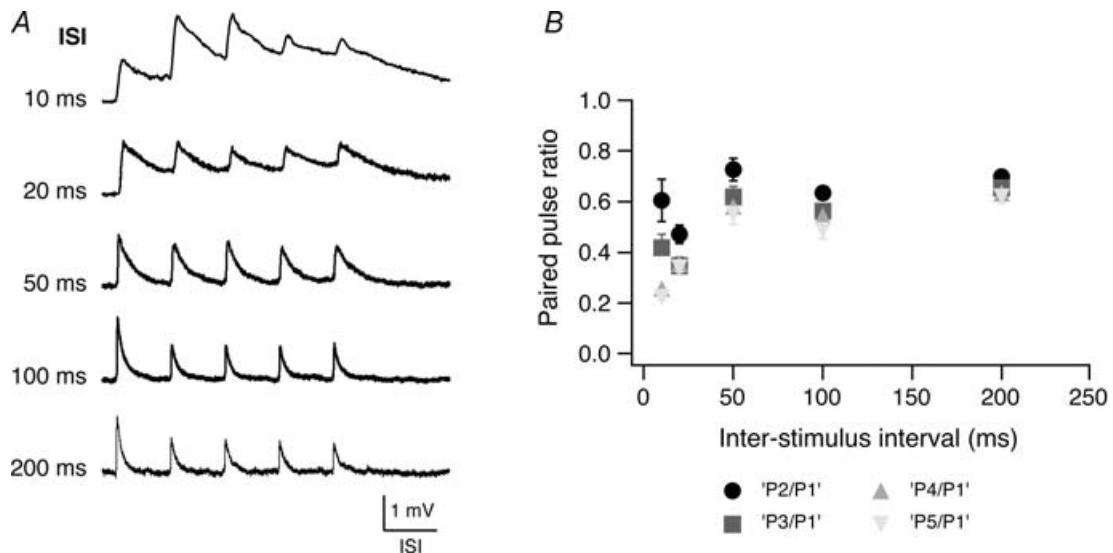 A
ISI
10 ms
20 ms
50 ms
100 ms
200 ms
1 mV
ISI
B
Paired pulse ratio
1.0
0.8
0.6
0.4
0.2
0.0
0 50 100 150 200 250
Inter-stimulus interval (ms)
'P2/P1' 'P4/P1'
'P3/P1' 'P5/P1'